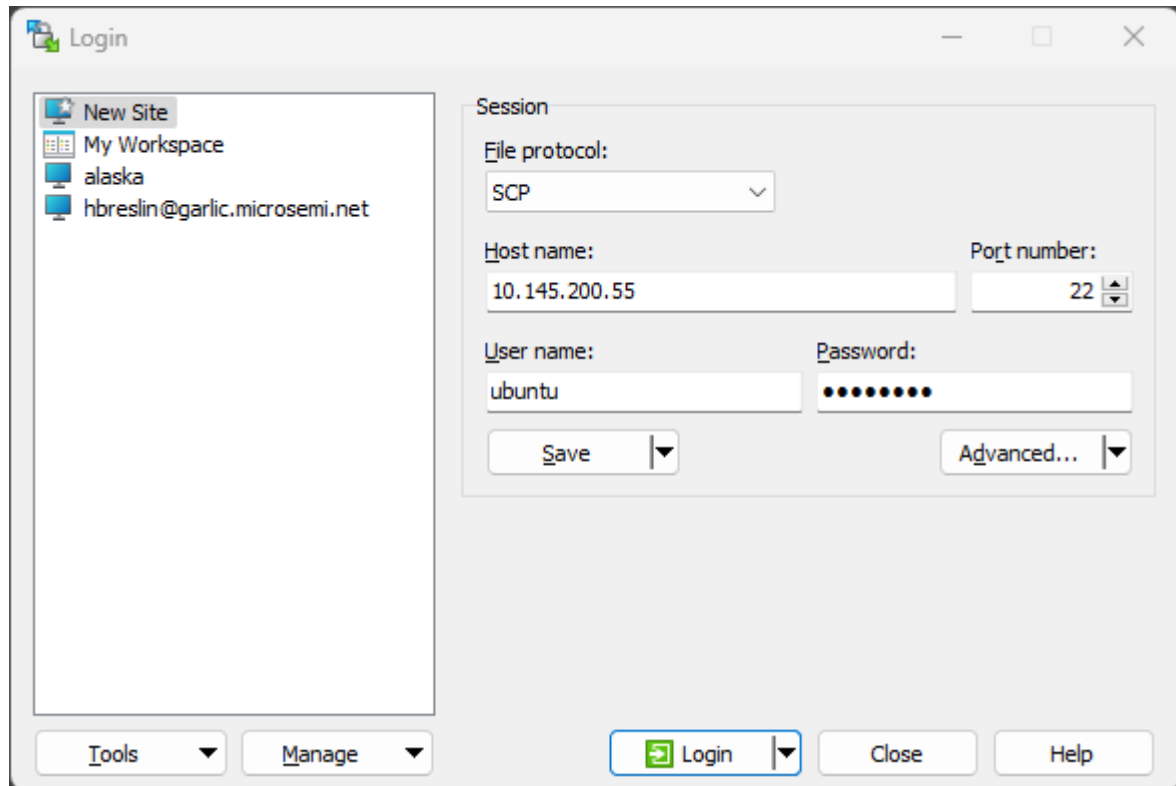 Login
New Site
My Workspace
alaska
hbreslin@garlic.microsemi.net
Session
File protocol:
SCP
Host name:
Port number:
10.145.200.55
22
User name:
Password:
ubuntu
●●●●●●●●
Save
Advanced...
Tools
Manage
Login
Close
Help